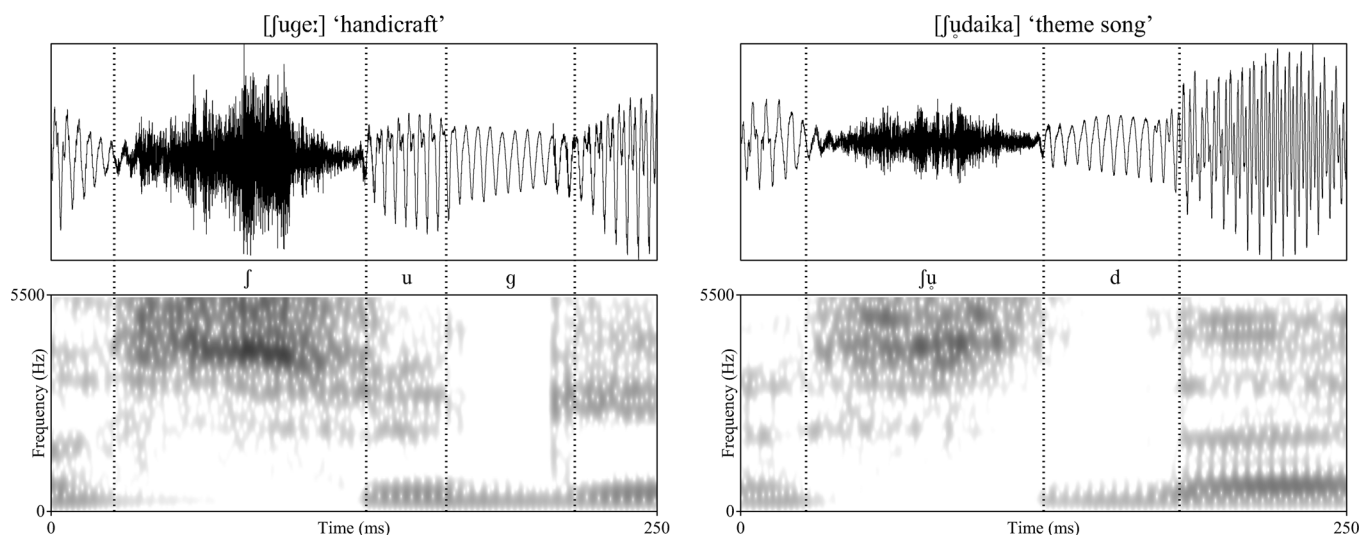 [ʃugeː] ‘handicraft’
ʃ u g
5500
Frequency (Hz)
0
0 Time (ms) 250
[ʃu̥daika] ‘theme song’
ʃu̥ d
5500
Frequency (Hz)
0
0 Time (ms) 250